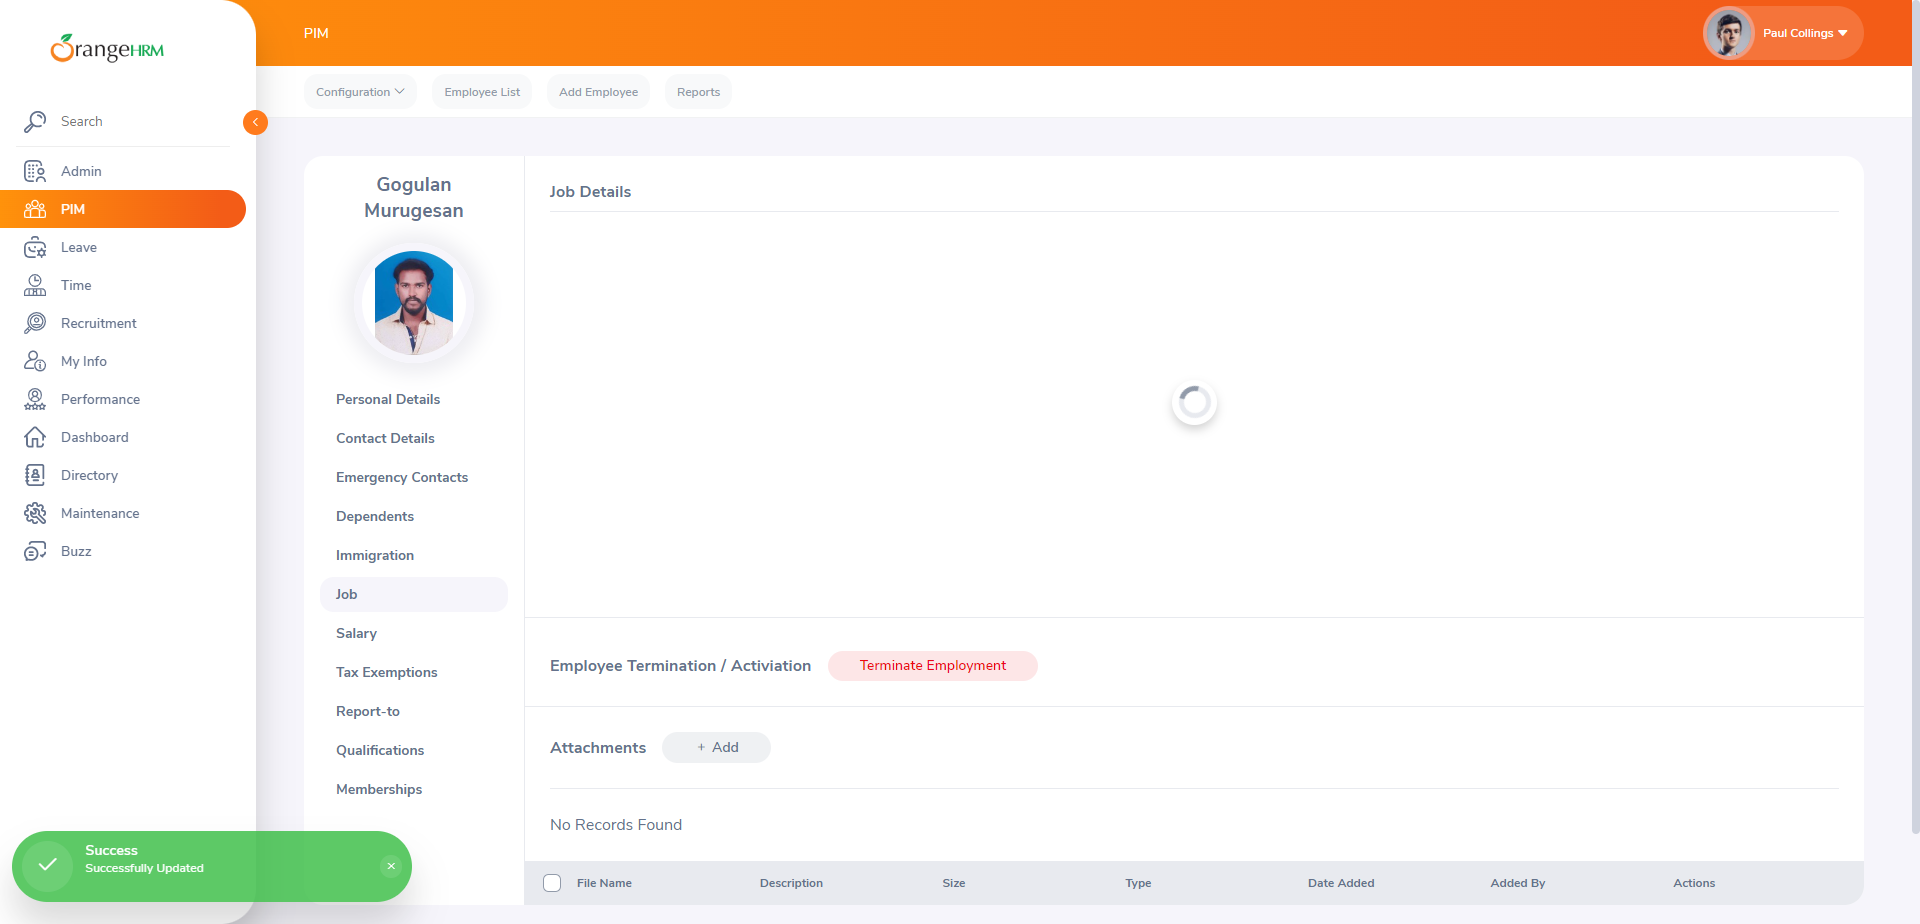 OrangeHRM
PIM
Paul Collings
Configuration
Employee List
Add Employee
Reports
Search
Admin
PIM
Leave
Time
Recruitment
My Info
Performance
Dashboard
Directory
Maintenance
Buzz
Gogulan
Murugesan
Personal Details
Contact Details
Emergency Contacts
Dependents
Immigration
Job
Salary
Tax Exemptions
Report-to
Qualifications
Memberships
Job Details
Employee Termination / Activiation
Terminate Employment
Attachments
+ Add
No Records Found
File Name Description Size Type Date Added Added By Actions
Success
Successfully Updated